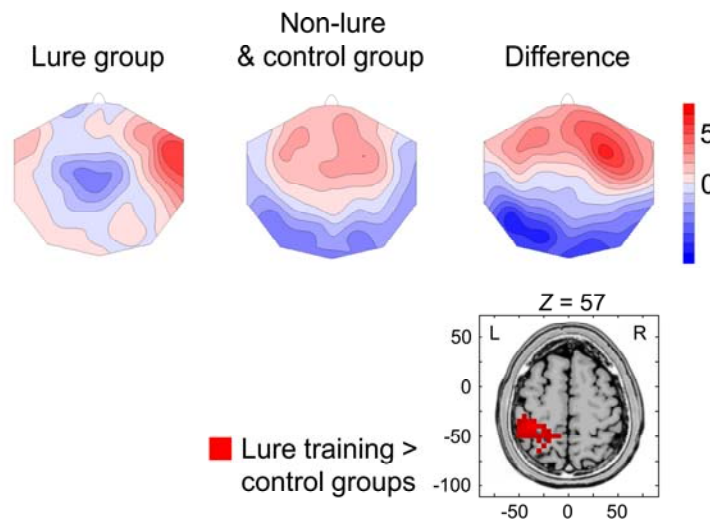 Lure group
Non-lure
& control group
Difference
5
0
Z = 57
L
R
50
0
-50
-100
-50
0
50
Lure training >
control groups